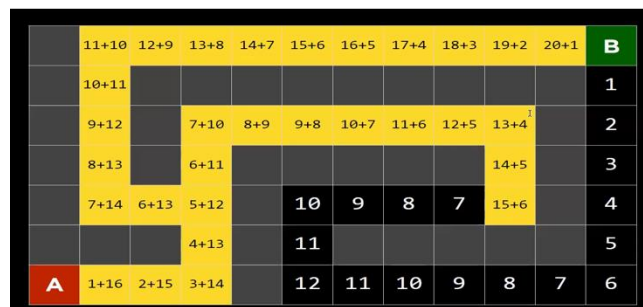 11+10 12+9 13+8 14+7 15+6 16+5 17+4 18+3 19+2 20+1 B
10+11 1
9+12 7+10 8+9 9+8 10+7 11+6 12+5 13+4 2
8+13 6+11 14+5 3
7+14 6+13 5+12 10 9 8 7 15+6 4
4+13 11 5
A 1+16 2+15 3+14 12 11 10 9 8 7 6